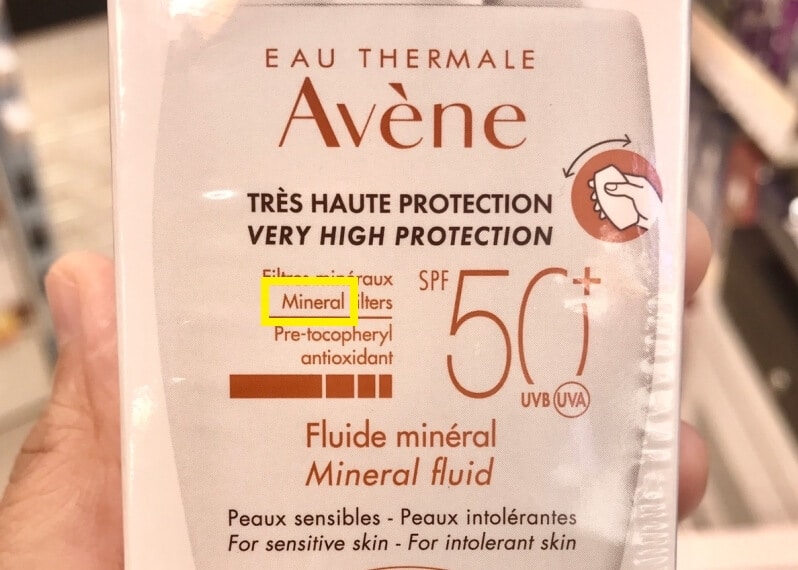 EAU THERMALE
Avène
TRÈS HAUTE PROTECTION
VERY HIGH PROTECTION
Filtres minéraux
Mineral filters
Pre-tocopheryl
antioxidant
SPF 50+
UVB UVA
Fluide minéral
Mineral fluid
Peaux sensibles - Peaux intolérantes
For sensitive skin - For intolerant skin